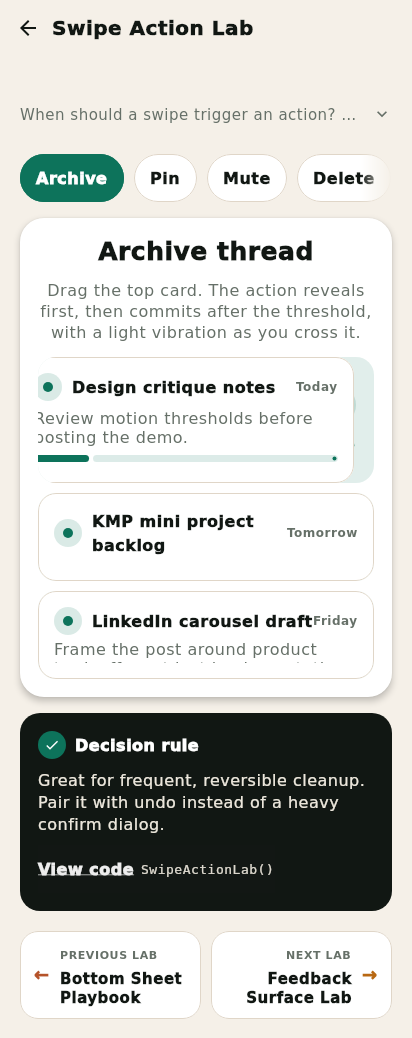 Swipe Action Lab
When should a swipe trigger an action? ...
Archive
Pin
Mute
Delete
Archive thread
Drag the top card. The action reveals
first, then commits after the threshold,
with a light vibration as you cross it.
Design critique notes
Today
Review motion thresholds before
posting the demo.
KMP mini project
backlog
Tomorrow
LinkedIn carousel draft
Friday
Frame the post around product
Decision rule
Great for frequent, reversible cleanup.
Pair it with undo instead of a heavy
confirm dialog.
View code SwipeActionLab()
PREVIOUS LAB
Bottom Sheet
Playbook
NEXT LAB
Feedback
Surface Lab